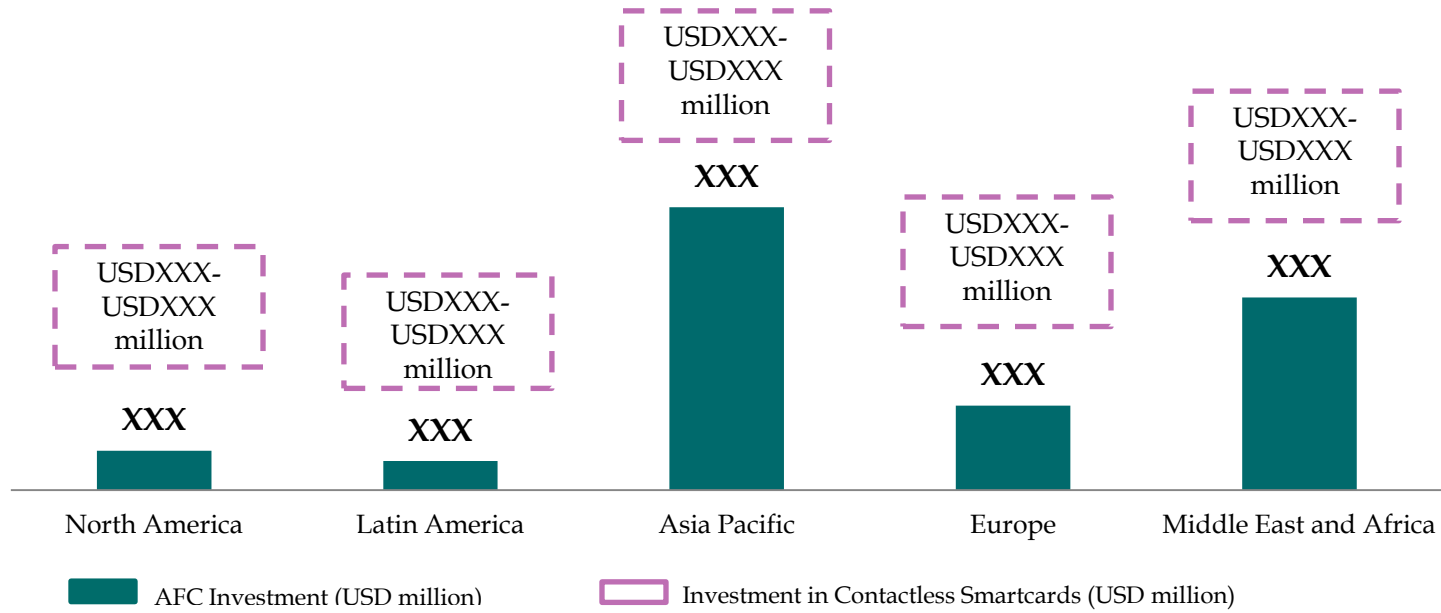 USDXXX-
USDXXX
million
XXX
USDXXX-
USDXXX
million
XXX
USDXXX-
USDXXX
million
XXX
USDXXX-
USDXXX
million
XXX
USDXXX-
USDXXX
million
XXX
North America
Latin America
Asia Pacific
Europe
Middle East and Africa
AFC Investment (USD million)
Investment in Contactless Smartcards (USD million)